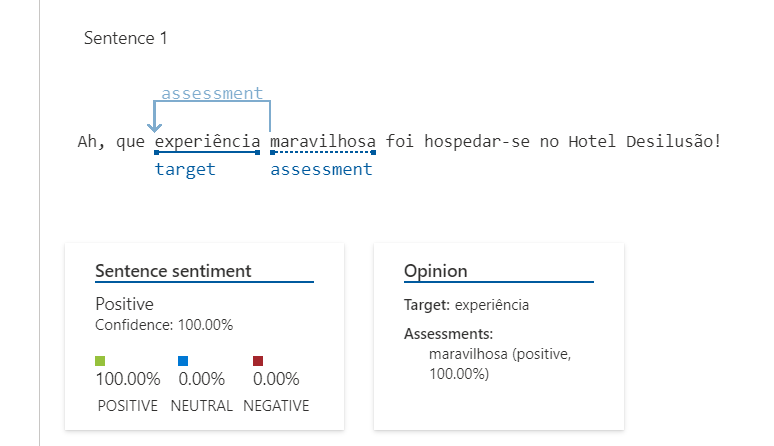 Sentence 1
assessment
Ah, que experiência maravilhosa foi hospedar-se no Hotel Desilusão!
target assessment
Sentence sentiment
Positive
Confidence: 100.00%
100.00% 0.00% 0.00%
POSITIVE NEUTRAL NEGATIVE
Opinion
Target: experiência
Assessments:
maravilhosa (positive,
100.00%)